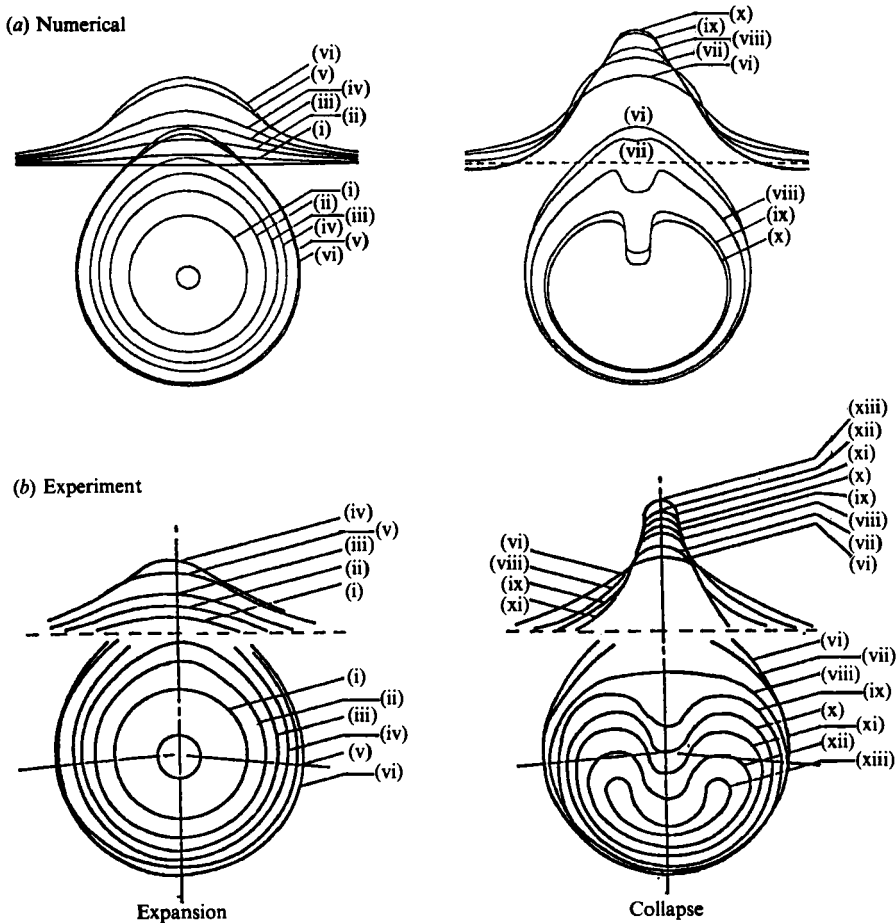 (a) Numerical
(vi)
(v)
(iv)
(iii)
(ii)
(i)
(i)
(ii)
(iii)
(iv)
(v)
(vi)
(x)
(ix)
(viii)
(vii)
(vi)
(vi)
(vii)
(viii)
(ix)
(x)
(b) Experiment
(iv)
(v)
(iii)
(ii)
(i)
(i)
(ii)
(iii)
(iv)
(v)
(vi)
Expansion
(xiii)
(xii)
(xi)
(x)
(ix)
(viii)
(vii)
(vi)
(vi)
(viii)
(ix)
(xi)
(vi)
(vii)
(viii)
(ix)
(x)
(xi)
(xii)
(xiii)
Collapse